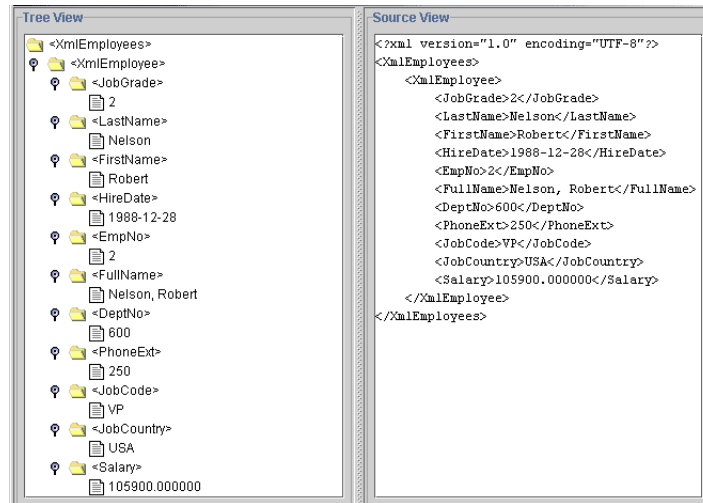 Tree View
<XmlEmployees>
<XmlEmployee>
<JobGrade>
2
<LastName>
Nelson
<FirstName>
Robert
<HireDate>
1988-12-28
<EmpNo>
2
<FullName>
Nelson, Robert
<DeptNo>
600
<PhoneExt>
250
<JobCode>
VP
<JobCountry>
USA
<Salary>
105900.000000
Source View
<?xml version="1.0" encoding="UTF-8"?>
<XmlEmployees>
<XmlEmployee>
<JobGrade>2</JobGrade>
<LastName>Nelson</LastName>
<FirstName>Robert</FirstName>
<HireDate>1988-12-28</HireDate>
<EmpNo>2</EmpNo>
<FullName>Nelson, Robert</FullName>
<DeptNo>600</DeptNo>
<PhoneExt>250</PhoneExt>
<JobCode>VP</JobCode>
<JobCountry>USA</JobCountry>
<Salary>105900.000000</Salary>
</XmlEmployee>
</XmlEmployees>